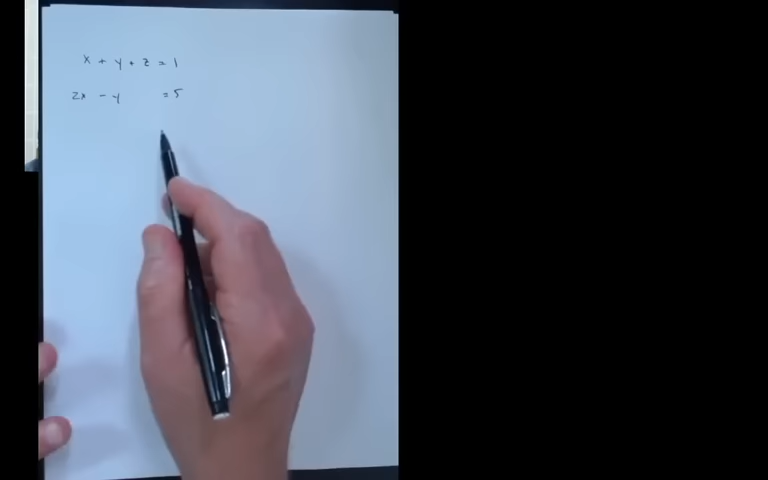 x + y + z = 1
2x - y = 5